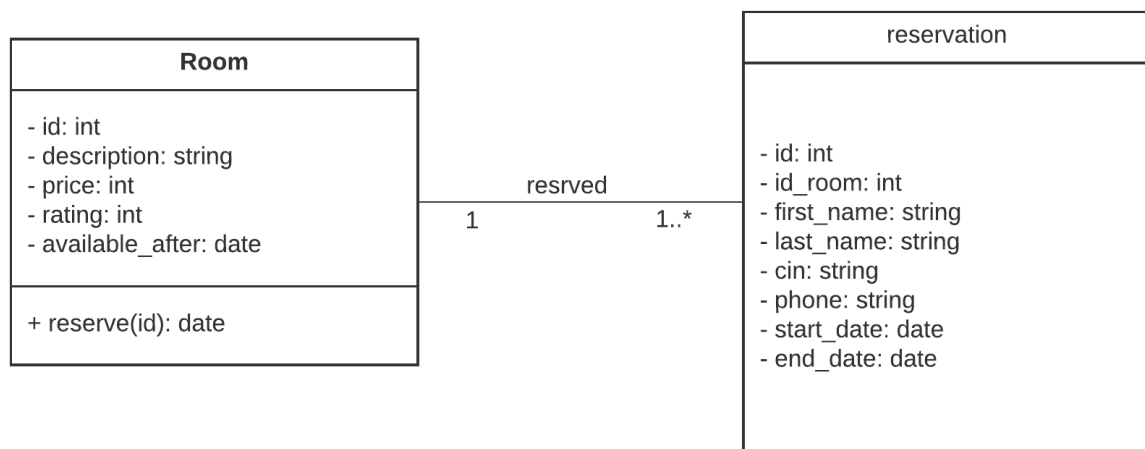 Room
- id: int
- description: string
- price: int
- rating: int
- available_after: date
+ reserve(id): date
resrved
1
1..*
reservation
- id: int
- id_room: int
- first_name: string
- last_name: string
- cin: string
- phone: string
- start_date: date
- end_date: date